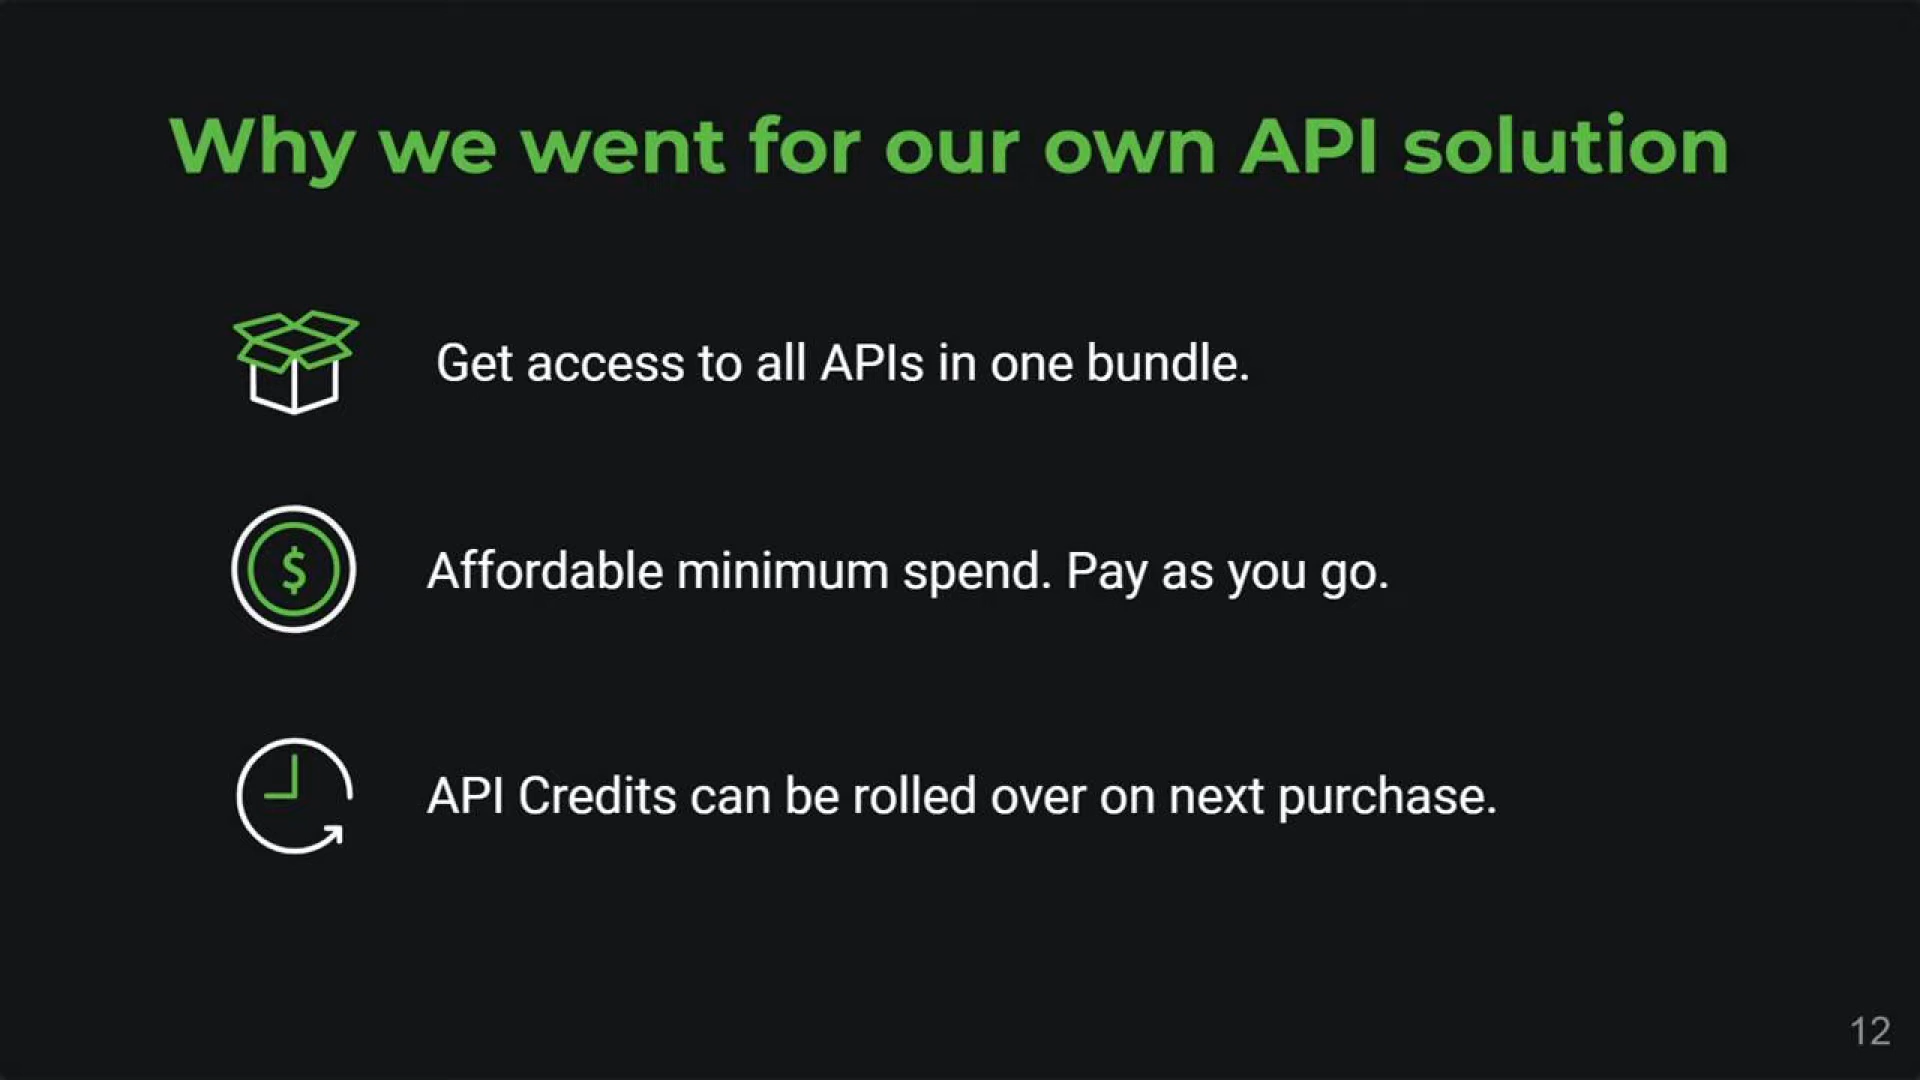 Why we went for our own API solution
Get access to all APIs in one bundle.
$
Affordable minimum spend. Pay as you go.
API Credits can be rolled over on next purchase.
12